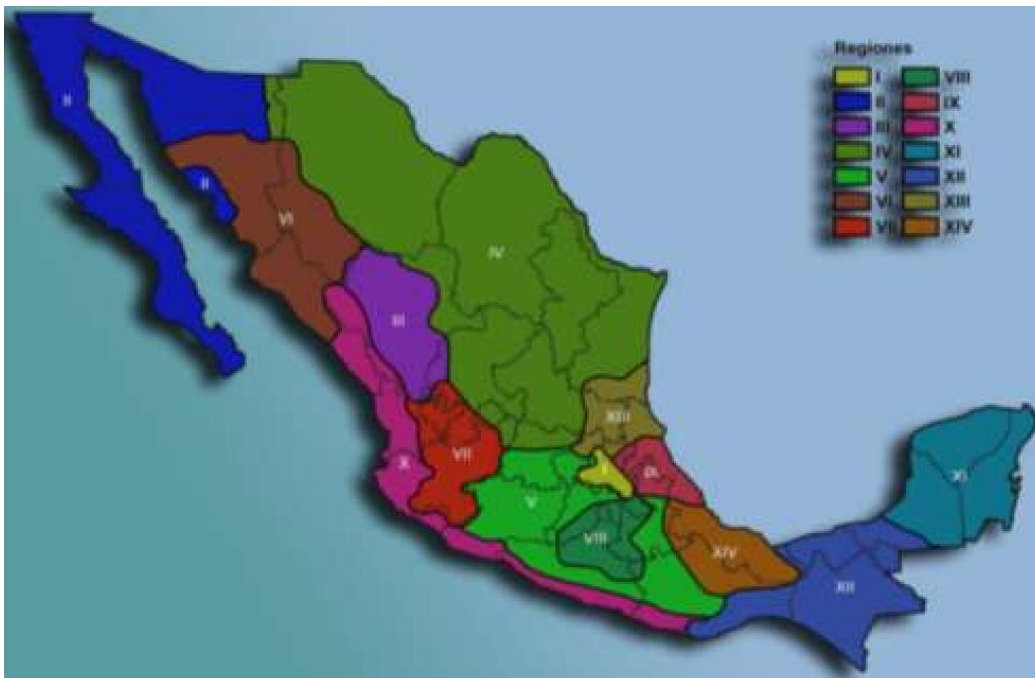 Regiones
I VIII
II IX
III X
IV XI
V XII
VI XIII
VII XIV
II
II
VI
IV
III
XIII
VII
X
I
IX
V
XI
VIII
XIV
XII